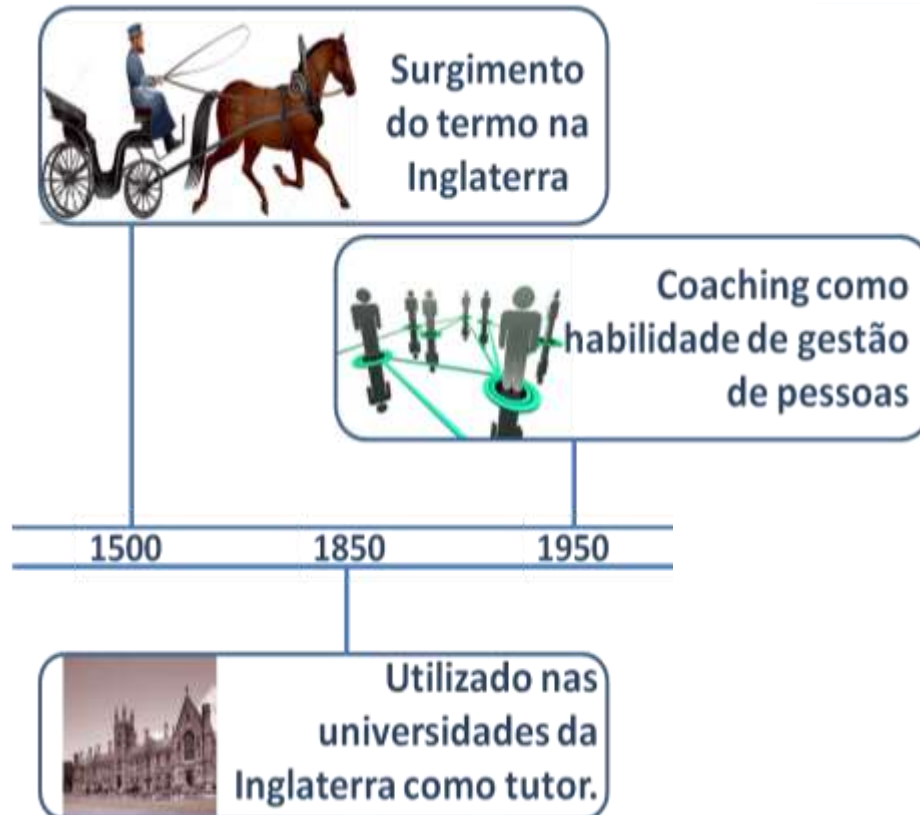 Surgimento
do termo na
Inglaterra
Coaching como
habilidade de gestão
de pessoas
1500 1850 1950
Utilizado nas
universidades da
Inglaterra como tutor.